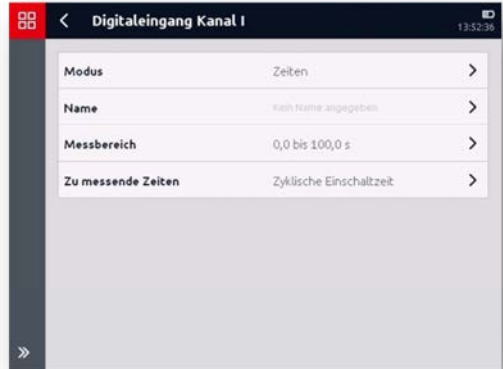 Digitaleingang Kanal I
13:52:36
Modus Zeiten
Name Kein Name angegeben
Messbereich 0,0 bis 100,0 s
Zu messende Zeiten Zyklische Einschaltzeit